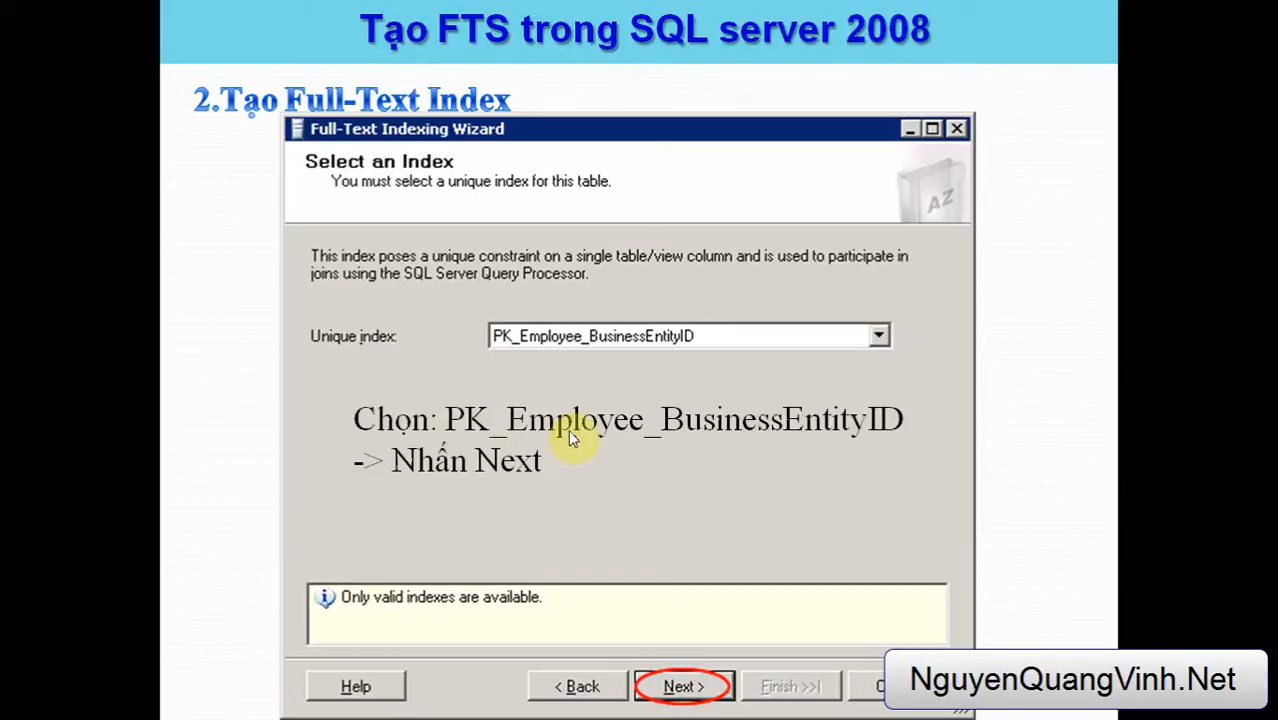 Tạo FTS trong SQL server 2008
2.Tạo Full-Text Index
Full-Text Indexing Wizard
Select an Index
You must select a unique index for this table.
AZ
This index poses a unique constraint on a single table/view column and is used to participate in
joins using the SQL Server Query Processor.
Unique index: PK_Employee_BusinessEntityID
Chọn: PK_Employee_BusinessEntityID
-> Nhấn Next
Only valid indexes are available.
Help < Back Next > Finish >>|
NguyenQuangVinh.Net